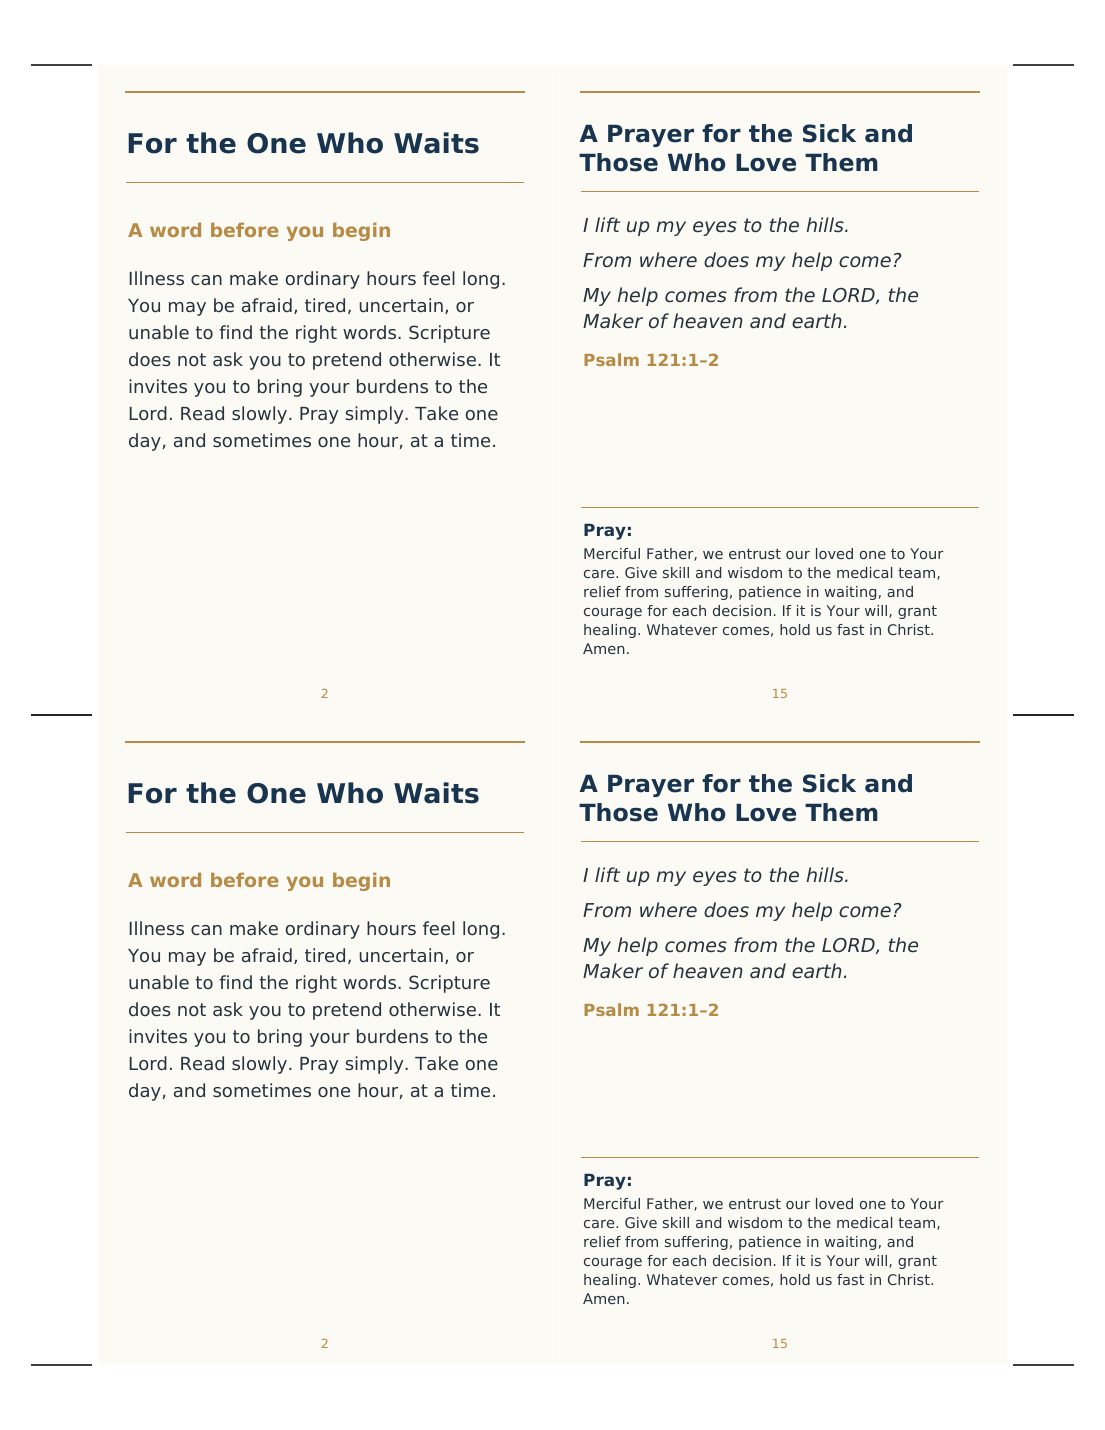 For the One Who Waits
A word before you begin
Illness can make ordinary hours feel long.
You may be afraid, tired, uncertain, or
unable to find the right words. Scripture
does not ask you to pretend otherwise. It
invites you to bring your burdens to the
Lord. Read slowly. Pray simply. Take one
day, and sometimes one hour, at a time.
2
A Prayer for the Sick and
Those Who Love Them
I lift up my eyes to the hills.
From where does my help come?
My help comes from the LORD, the
Maker of heaven and earth.
Psalm 121:1–2
Pray:
Merciful Father, we entrust our loved one to Your
care. Give skill and wisdom to the medical team,
relief from suffering, patience in waiting, and
courage for each decision. If it is Your will, grant
healing. Whatever comes, hold us fast in Christ.
Amen.
15
For the One Who Waits
A word before you begin
Illness can make ordinary hours feel long.
You may be afraid, tired, uncertain, or
unable to find the right words. Scripture
does not ask you to pretend otherwise. It
invites you to bring your burdens to the
Lord. Read slowly. Pray simply. Take one
day, and sometimes one hour, at a time.
2
A Prayer for the Sick and
Those Who Love Them
I lift up my eyes to the hills.
From where does my help come?
My help comes from the LORD, the
Maker of heaven and earth.
Psalm 121:1–2
Pray:
Merciful Father, we entrust our loved one to Your
care. Give skill and wisdom to the medical team,
relief from suffering, patience in waiting, and
courage for each decision. If it is Your will, grant
healing. Whatever comes, hold us fast in Christ.
Amen.
15